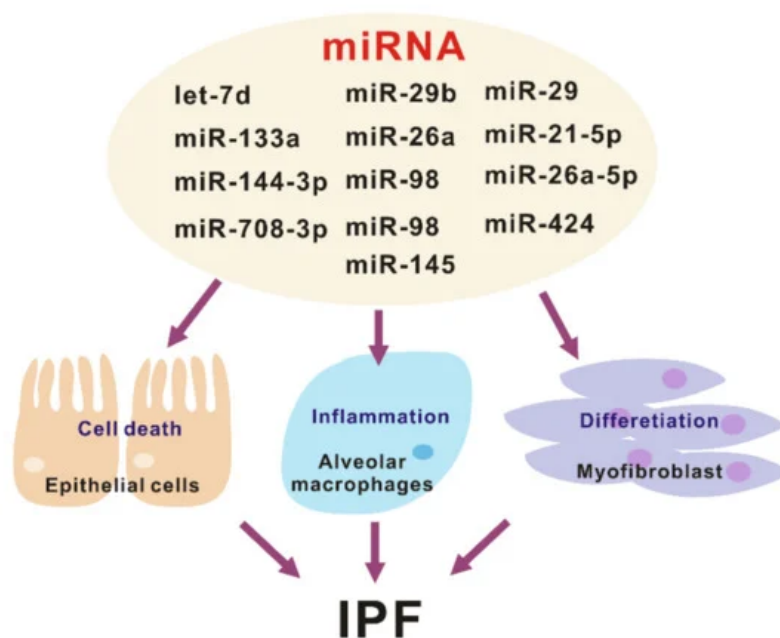 miRNA
let-7d miR-29b miR-29
miR-133a miR-26a miR-21-5p
miR-144-3p miR-98 miR-26a-5p
miR-708-3p miR-98 miR-424
miR-145
Cell death
Epithelial cells
Inflammation
Alveolar
macrophages
Differetiation
Myofibroblast
IPF